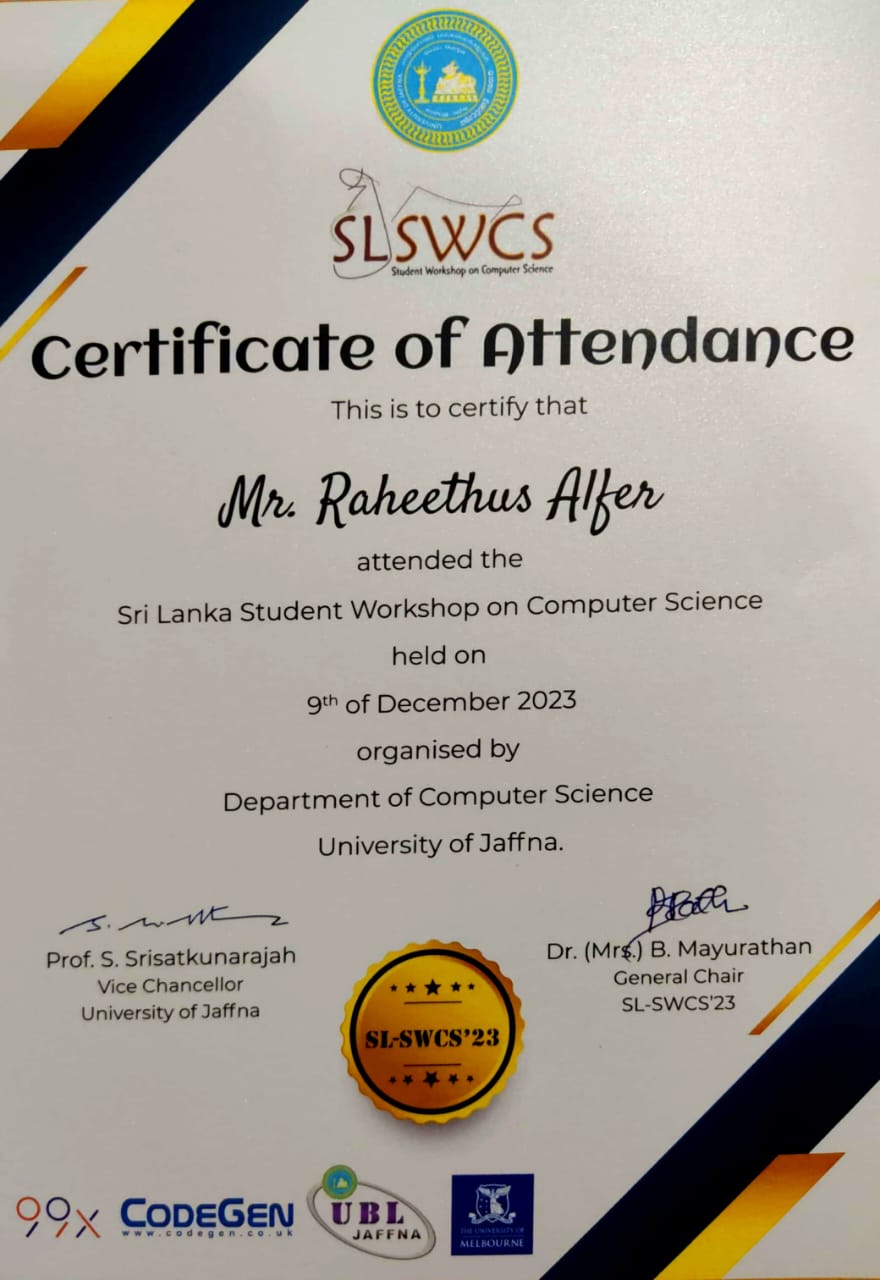 SLSWCS
Student Workshop on Computer Science
Certificate of Attendance
This is to certify that
Mr. Raheethus Alfer
attended the
Sri Lanka Student Workshop on Computer Science
held on
9th of December 2023
organised by
Department of Computer Science
University of Jaffna.
Prof. S. Srisatkunarajah
Vice Chancellor
University of Jaffna
Dr. (Mrs.) B. Mayurathan
General Chair
SL-SWCS'23
SL-SWCS'23
99x
CODEGEN
www.codegen.co.uk
UBL
JAFFNA
THE UNIVERSITY OF
MELBOURNE